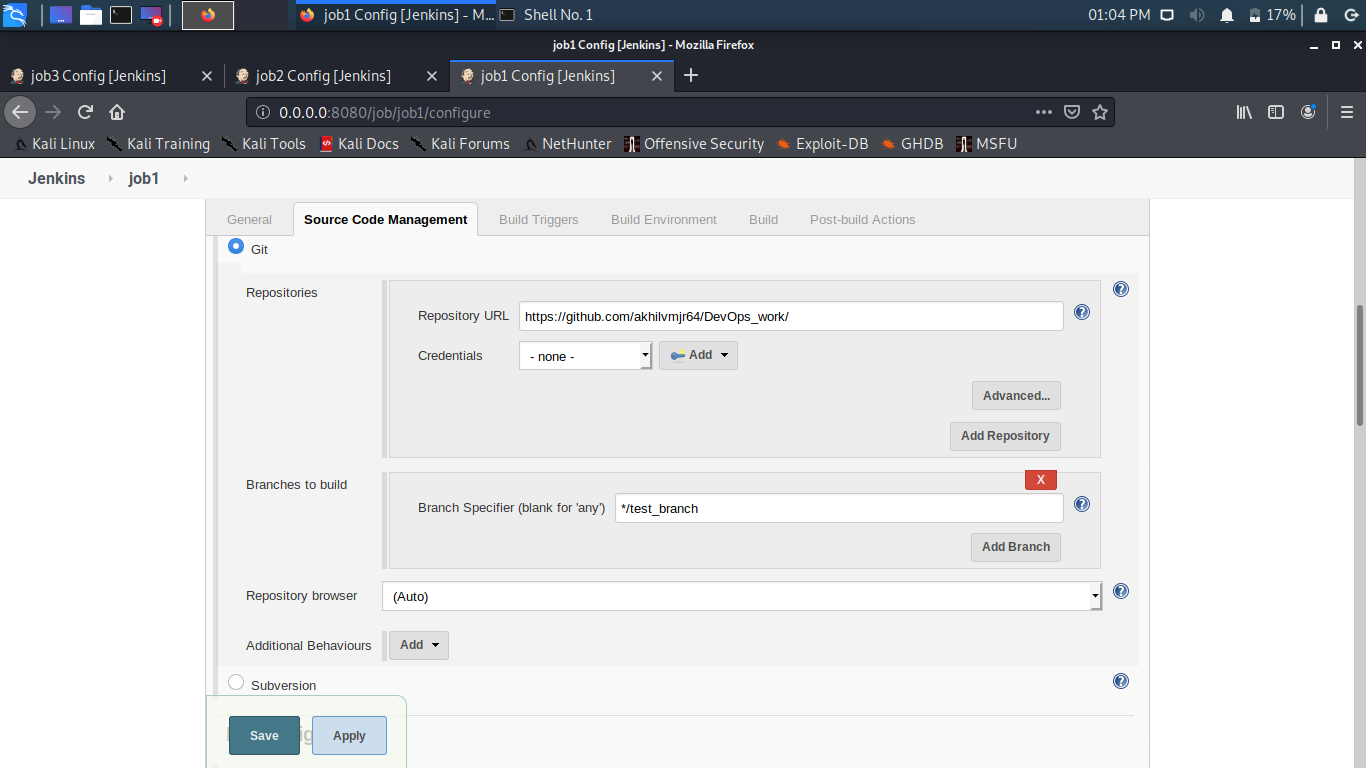 job1 Config [Jenkins] - M... Shell No. 1 01:04 PM 17%
job1 Config [Jenkins] - Mozilla Firefox
job3 Config [Jenkins] job2 Config [Jenkins] job1 Config [Jenkins]
0.0.0.0:8080/job/job1/configure
Kali Linux Kali Training Kali Tools Kali Docs Kali Forums NetHunter Offensive Security Exploit-DB GHDB MSFU
Jenkins job1
General Source Code Management Build Triggers Build Environment Build Post-build Actions
Git
Repositories
Repository URL https://github.com/akhilvmjr64/DevOps_work/
Credentials - none - Add
Advanced...
Add Repository
Branches to build
X
Branch Specifier (blank for 'any') */test_branch
Add Branch
Repository browser (Auto)
Additional Behaviours Add
Subversion
Save Apply